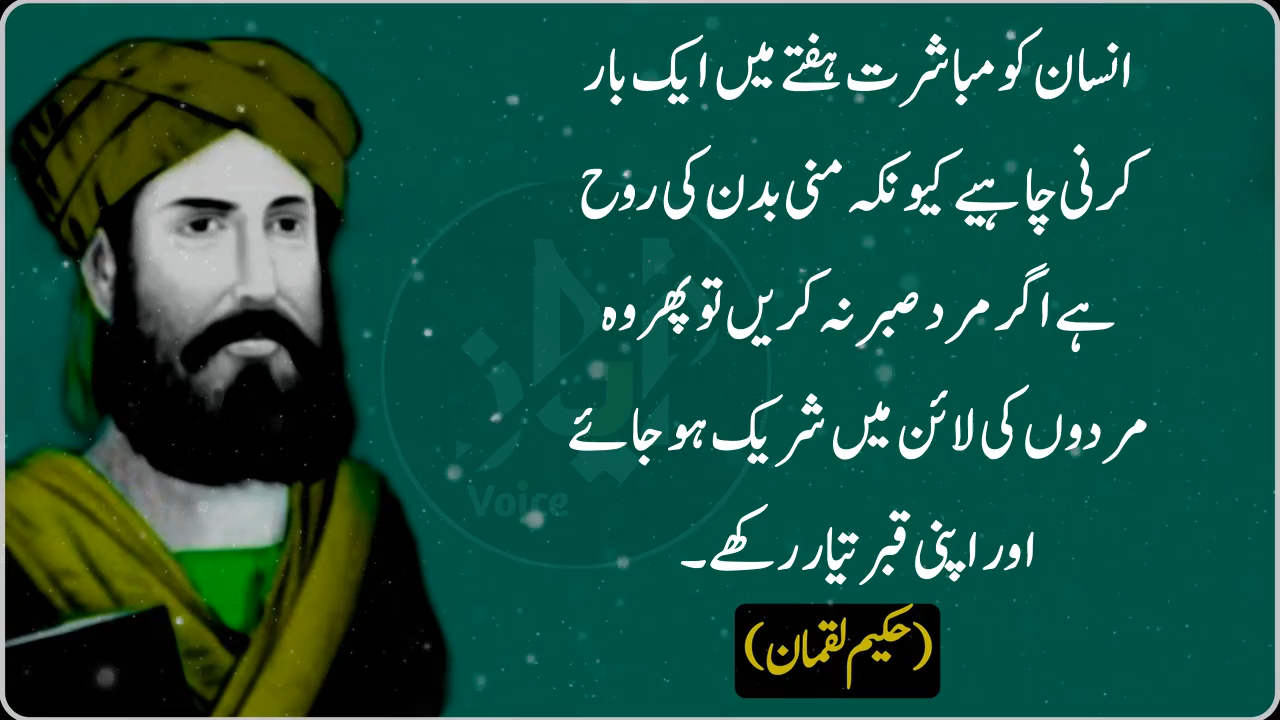 انسان کو مباشرت ہفتے میں ایک بار
کرنی چاہیے کیونکہ منی بدن کی روح
ہے اگر مرد صبر نہ کریں تو پھر وہ
مردوں کی لائن میں شریک ہو جائے
اور اپنی قبر تیار رکھے۔
(حکیم لقمان)
Voice